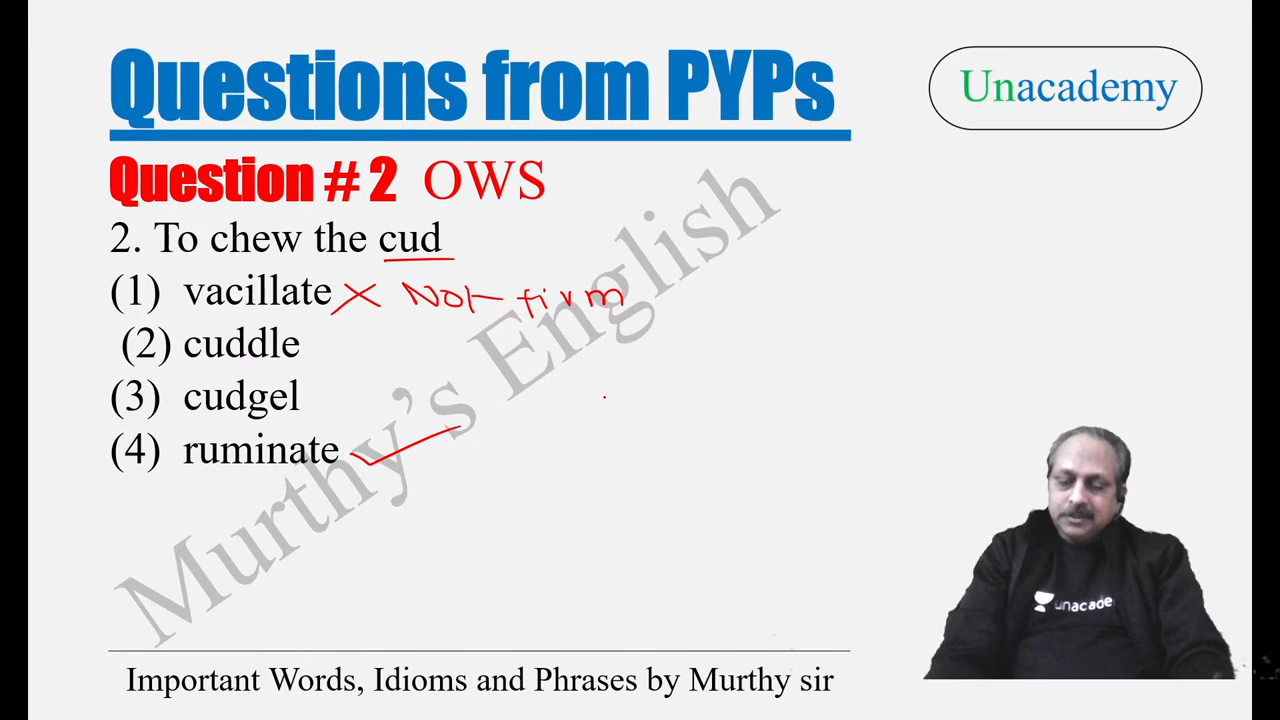 Questions from PYPs
Unacademy
Question # 2 OWS
2. To chew the cud
(1) vacillate X Not firm
(2) cuddle
(3) cudgel
(4) ruminate
Murthy's English
unacade
Important Words, Idioms and Phrases by Murthy sir